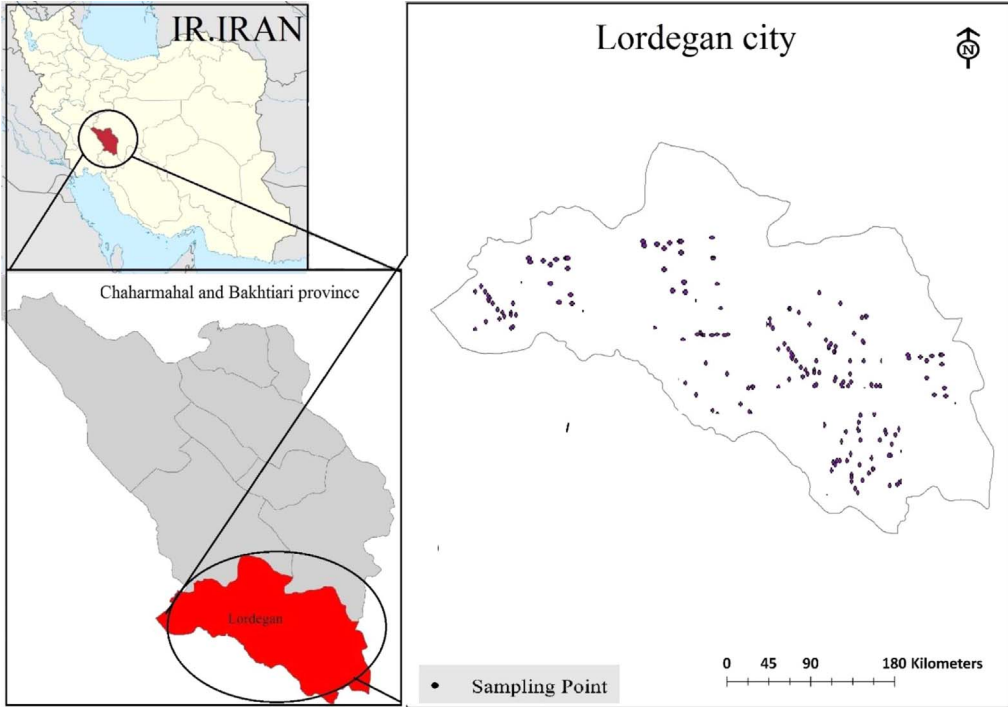 IR.IRAN
Chaharmahal and Bakhtiari province
Lordegan
Lordegan city
N
0 45 90 180 Kilometers
Sampling Point